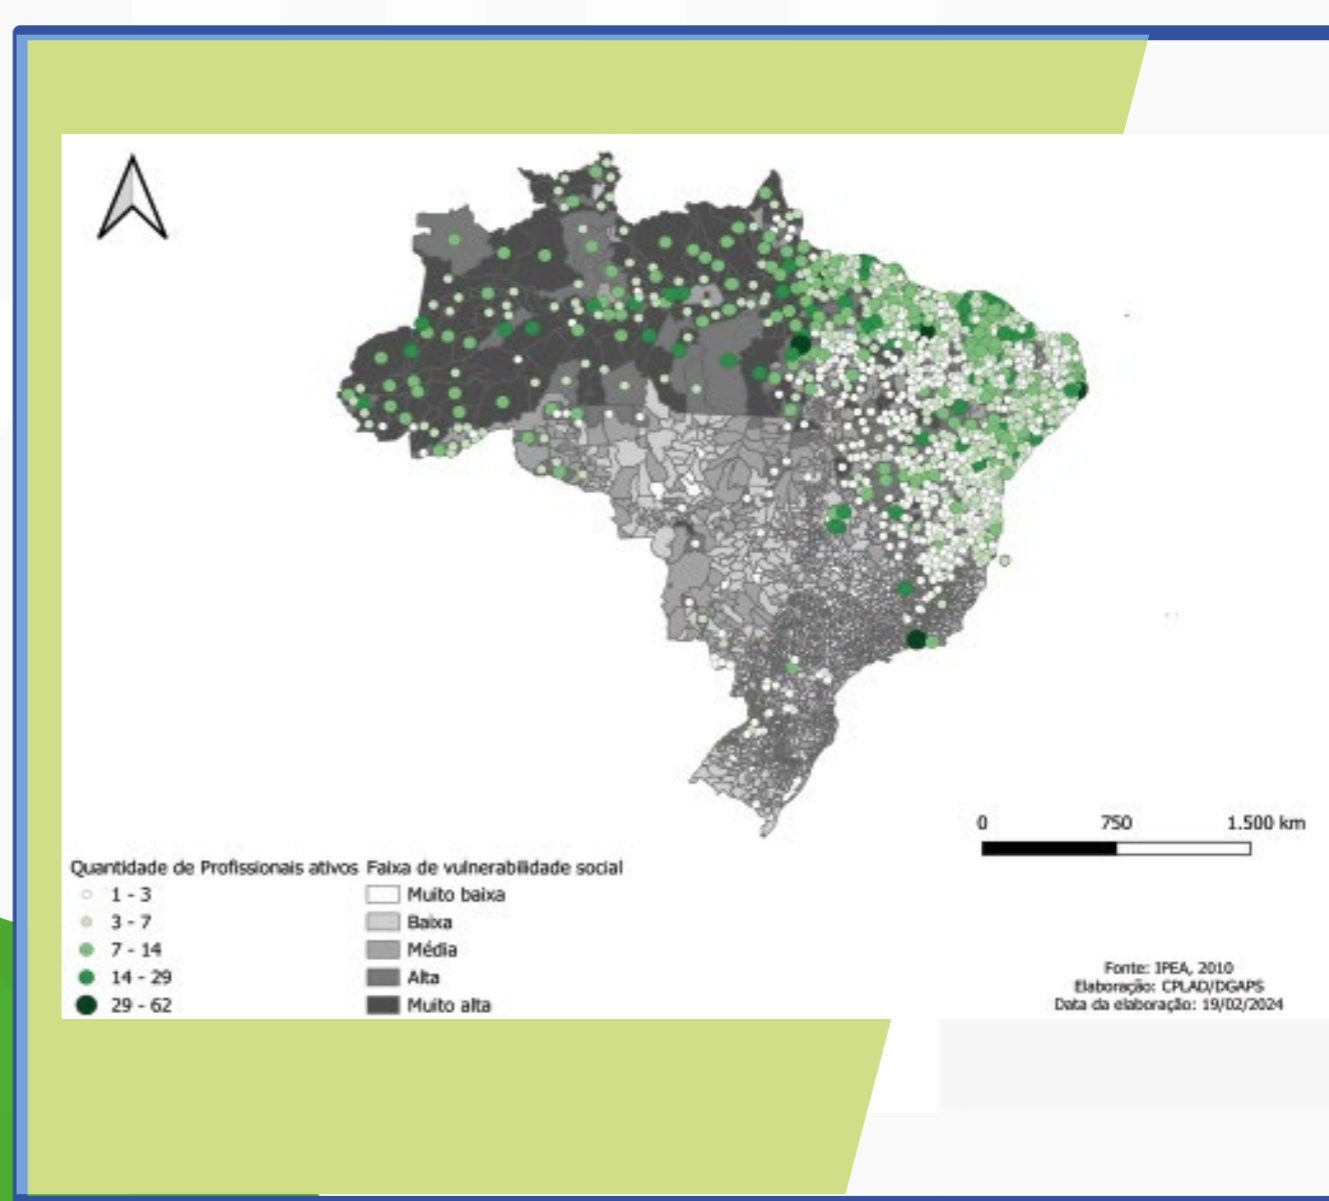 0 750 1.500 km
Quantidade de Profissionais ativos Faixa de vulnerabilidade social
1 - 3 Muito baixa
3 - 7 Baixa
7 - 14 Média
14 - 29 Alta
29 - 62 Muito alta
Fonte: IPEA, 2010
Elaboração: CPLAD/DGAPS
Data da elaboração: 19/02/2024